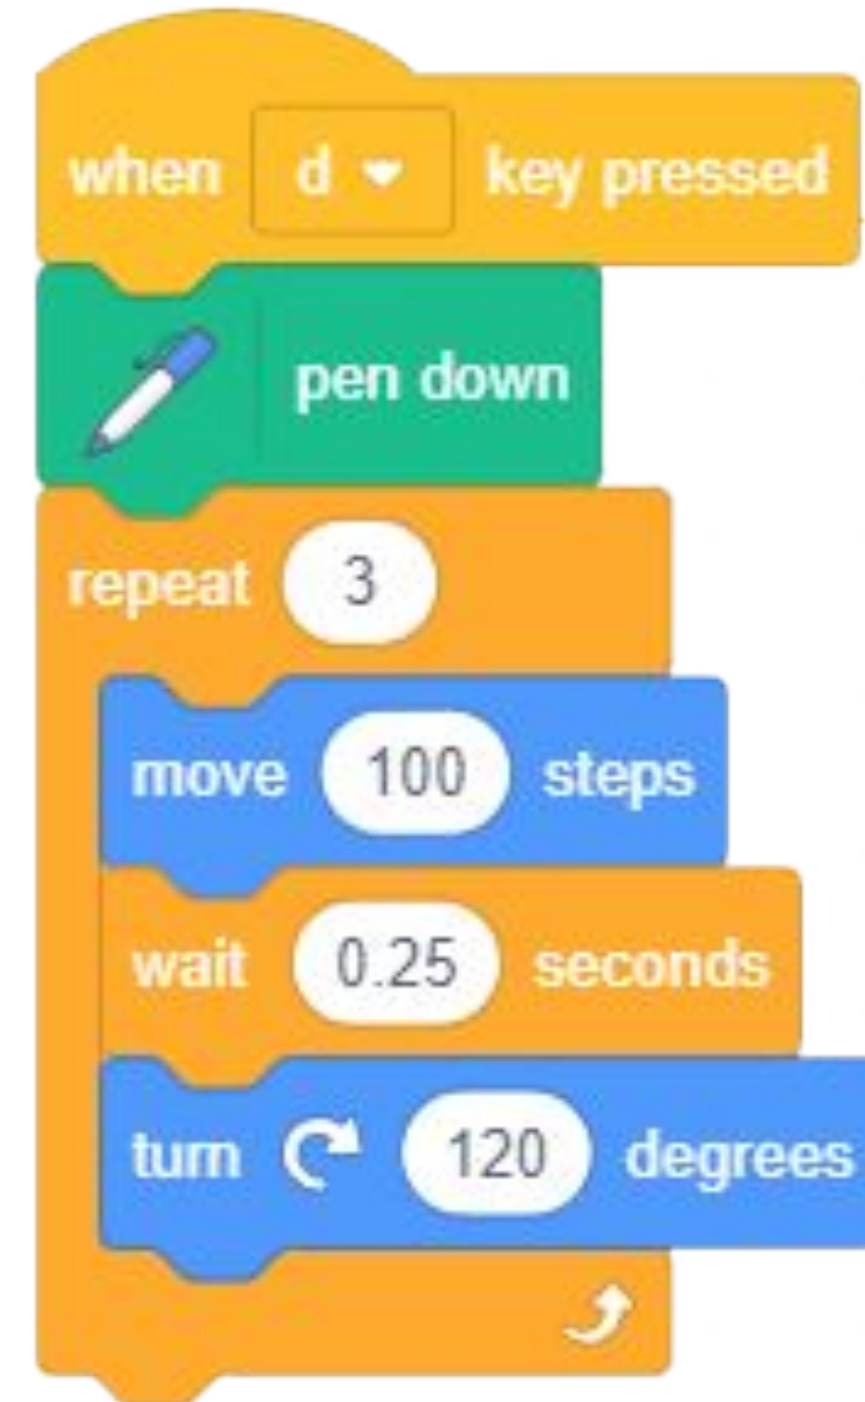 when d key pressed
pen down
repeat 3
move 100 steps
wait 0.25 seconds
turn 120 degrees